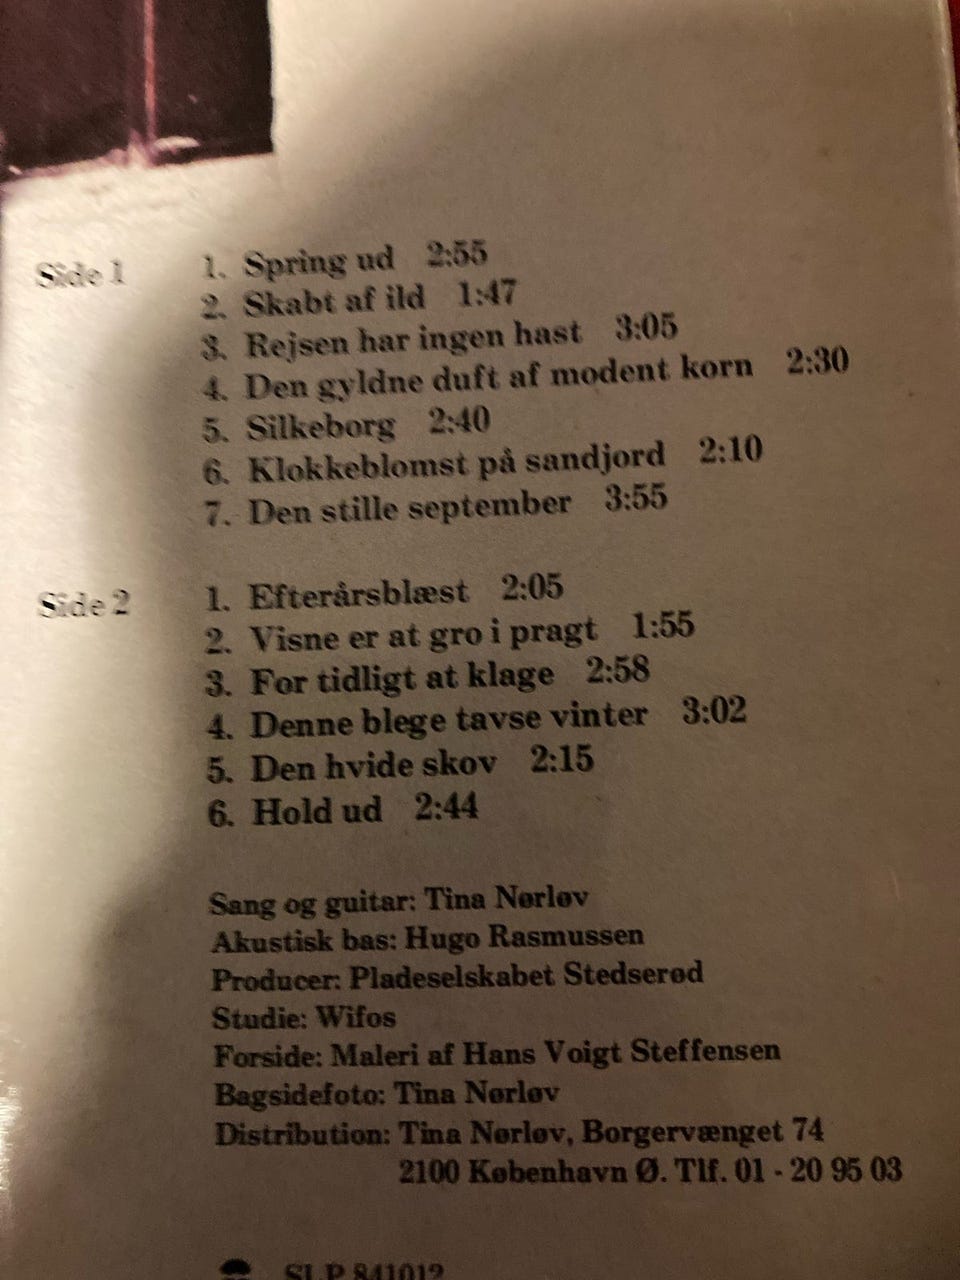 Side 1 1. Spring ud 2:55
2. Skabt af ild 1:47
3. Rejsen har ingen hast 3:05
4. Den gyldne duft af modent korn 2:30
5. Silkeborg 2:40
6. Klokkeblomst på sandjord 2:10
7. Den stille september 3:55
Side 2 1. Efterårsblæst 2:05
2. Visne er at gro i pragt 1:55
3. For tidligt at klage 2:58
4. Denne blege tavse vinter 3:02
5. Den hvide skov 2:15
6. Hold ud 2:44
Sang og guitar: Tina Nørløv
Akustisk bas: Hugo Rasmussen
Producer: Pladeselskabet Stedserød
Studie: Wifos
Forside: Maleri af Hans Voigt Steffensen
Bagsidefoto: Tina Nørløv
Distribution: Tina Nørløv, Borgervænget 74
2100 København Ø. Tlf. 01 - 20 95 03
SLP 841012